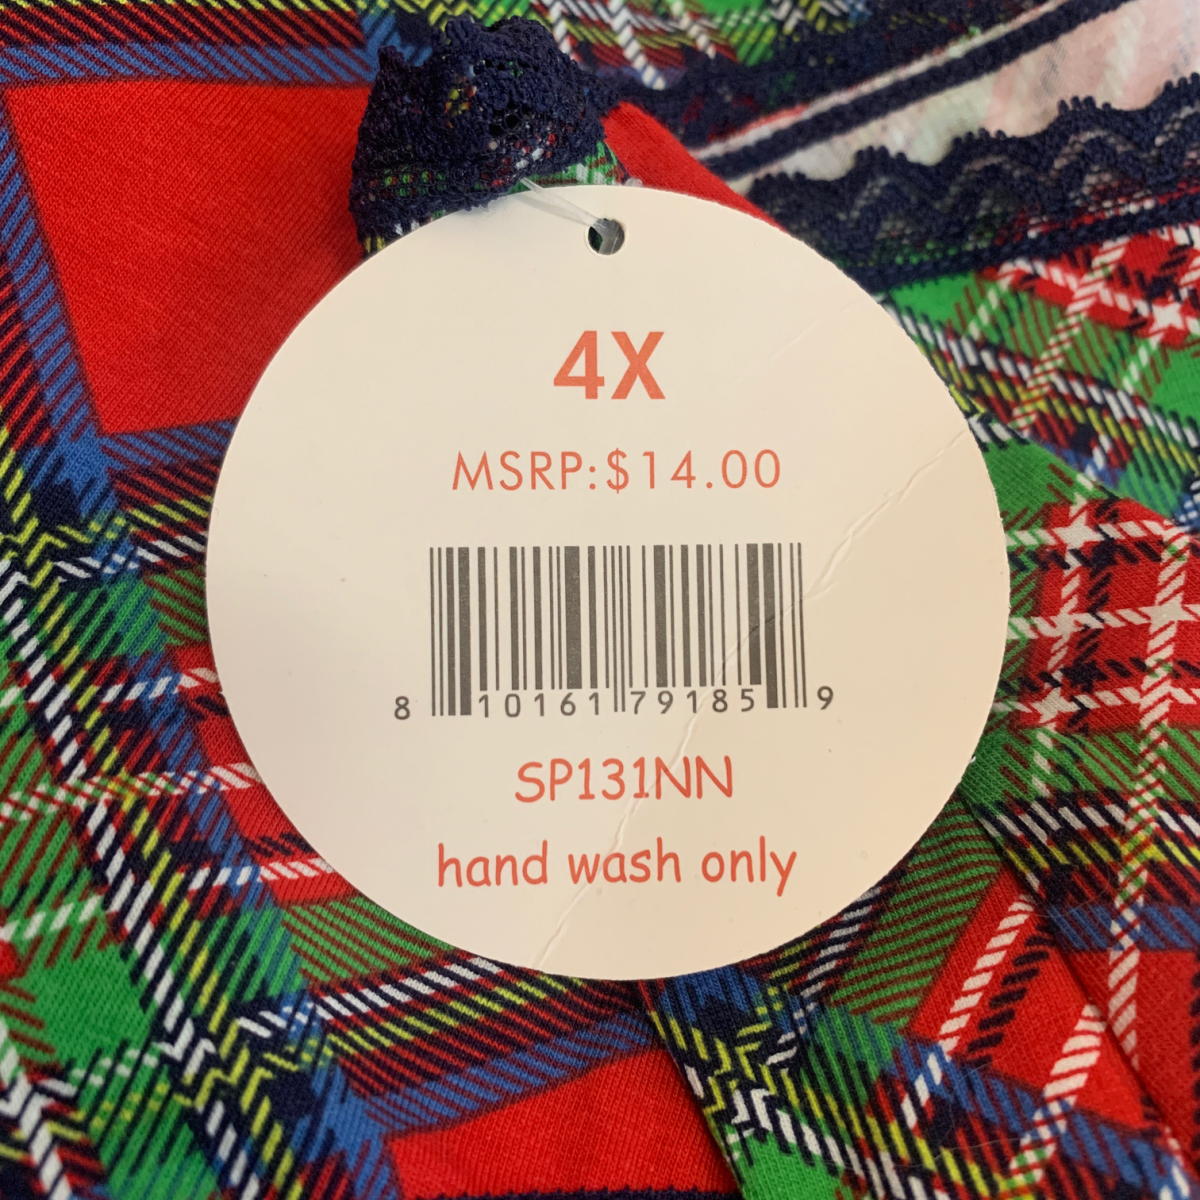 4X
MSRP:$14.00
8 10161 79185 9
SP131NN
hand wash only